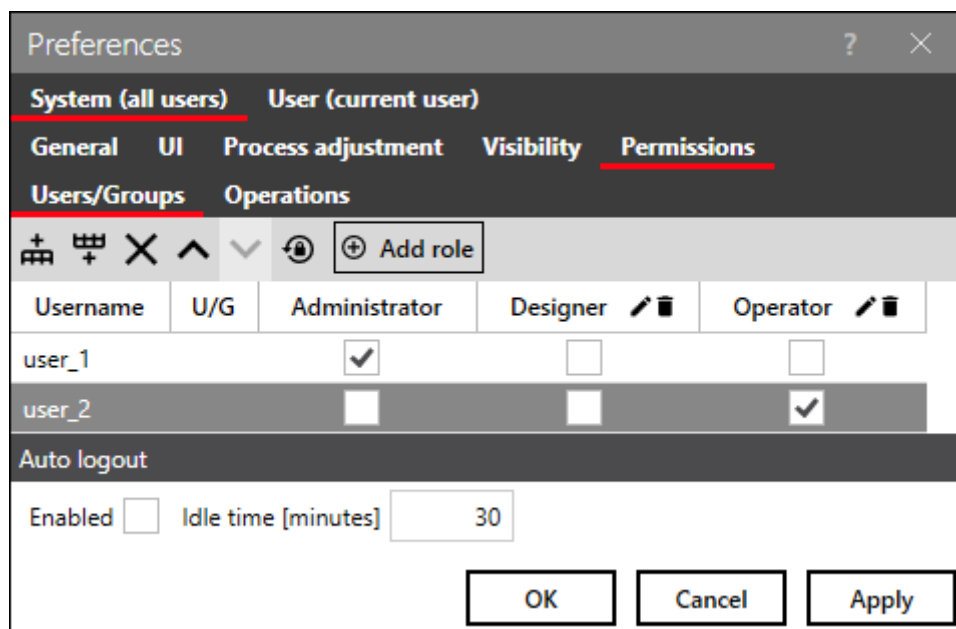 Preferences ?
System (all users) User (current user)
General UI Process adjustment Visibility Permissions
Users/Groups Operations
Add role
Username U/G Administrator Designer Operator
user_1
user_2
Auto logout
Enabled Idle time [minutes] 30
OK Cancel Apply